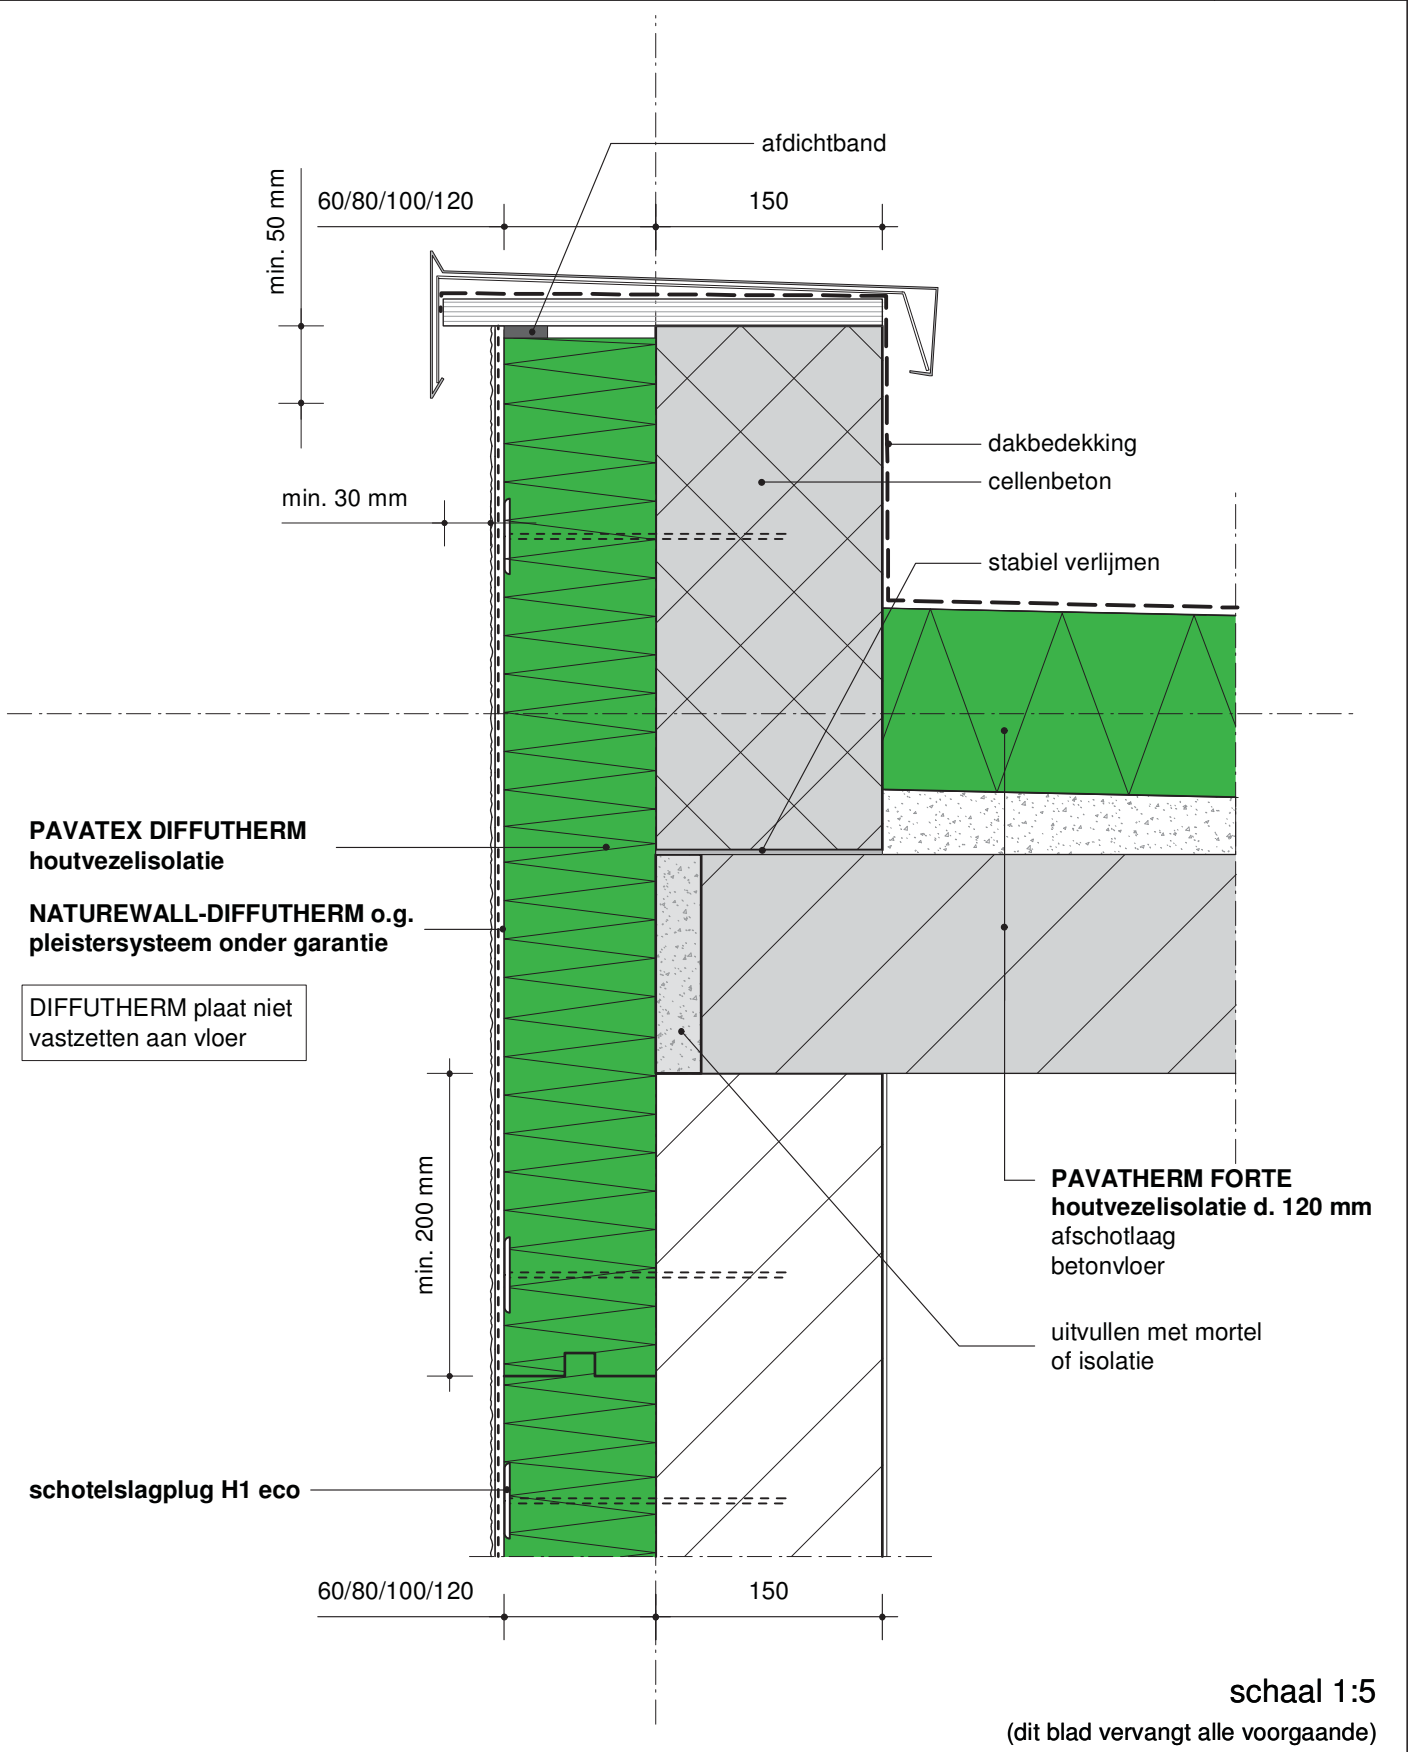 afdichtband
60/80/100/120
150
min. 50 mm
dakbedekking
cellenbeton
min. 30 mm
stabiel verlijmen
PAVATEX DIFFUTHERM
houtvezelisolatie
NATUREWALL-DIFFUTHERM o.g.
pleistersysteem onder garantie
DIFFUTHERM plaat niet
vastzetten aan vloer
min. 200 mm
PAVATHERM FORTE
houtvezelisolatie d. 120 mm
afschotlaag
betonvloer
uitvullen met mortel
of isolatie
schotelslagplug H1 eco
60/80/100/120
150
schaal 1:5
(dit blad vervangt alle voorgaande)